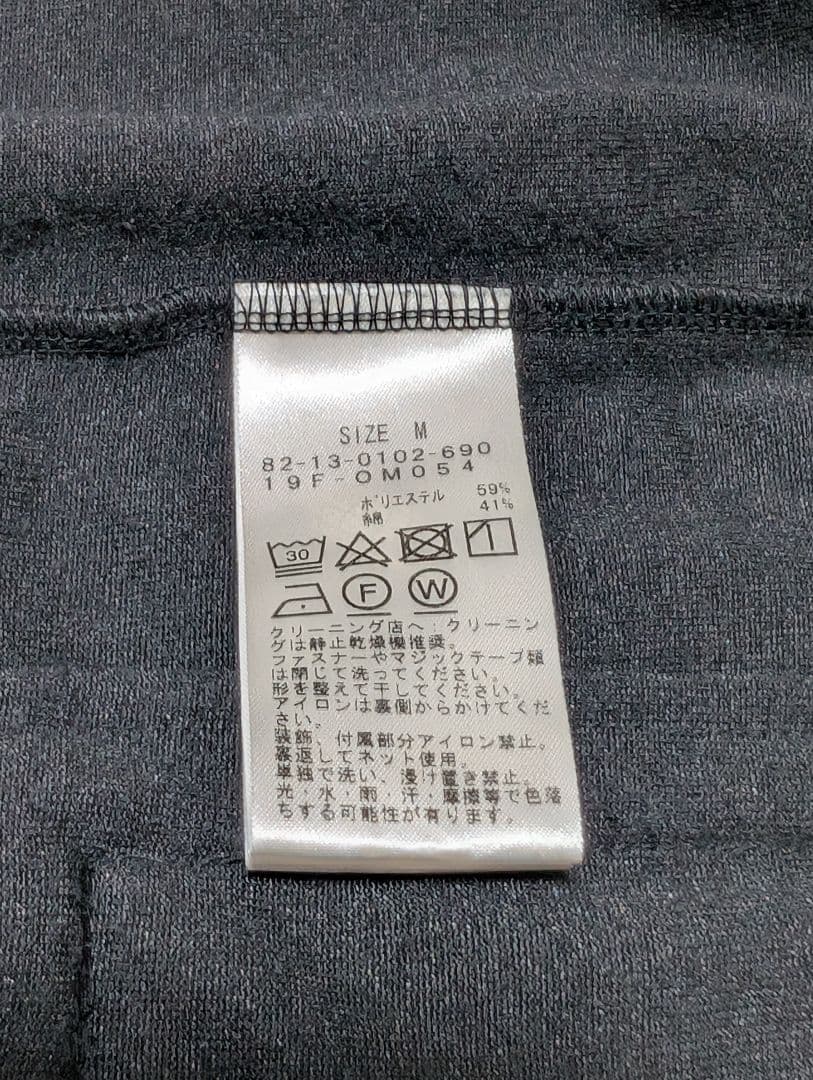 SIZE M
82-13-0102-690
19F-OM054
ポリエステル 59%
綿 41%
30
F W
クリーニング店へ:クリーニン
グは静止乾燥機推奨。
ファスナーやマジックテープ類
は閉じて洗ってください。
形を整えて干してください。
アイロンは裏側からかけてくだ
さい。
装飾、付属部分アイロン禁止。
裏返してネット使用。
単独で洗い、浸け置き禁止。
光・水・雨・汗・摩擦等で色落
ちする可能性が有ります。